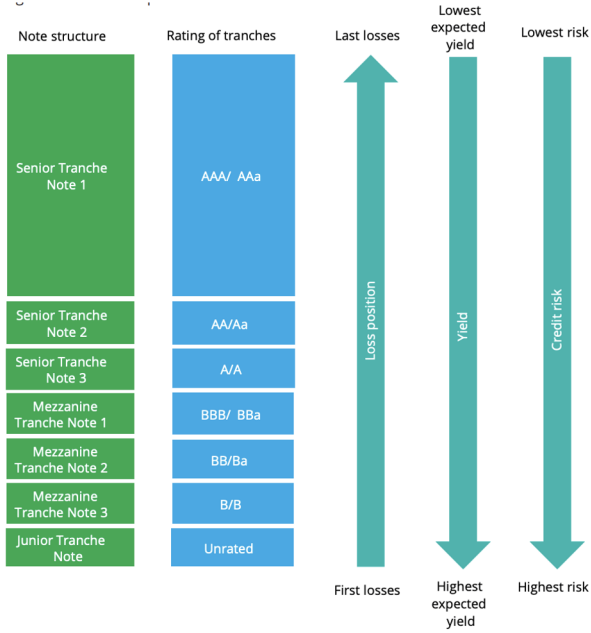 Note structure
Rating of tranches
Last losses
Lowest
expected
yield
Lowest risk
Senior Tranche
Note 1
AAA/ AAa
Senior Tranche
Note 2
AA/Aa
Senior Tranche
Note 3
A/A
Mezzanine
Tranche Note 1
BBB/ BBa
Mezzanine
Tranche Note 2
BB/Ba
Mezzanine
Tranche Note 3
B/B
Junior Tranche
Note
Unrated
Loss position
Yield
Credit risk
First losses
Highest
expected
yield
Highest risk